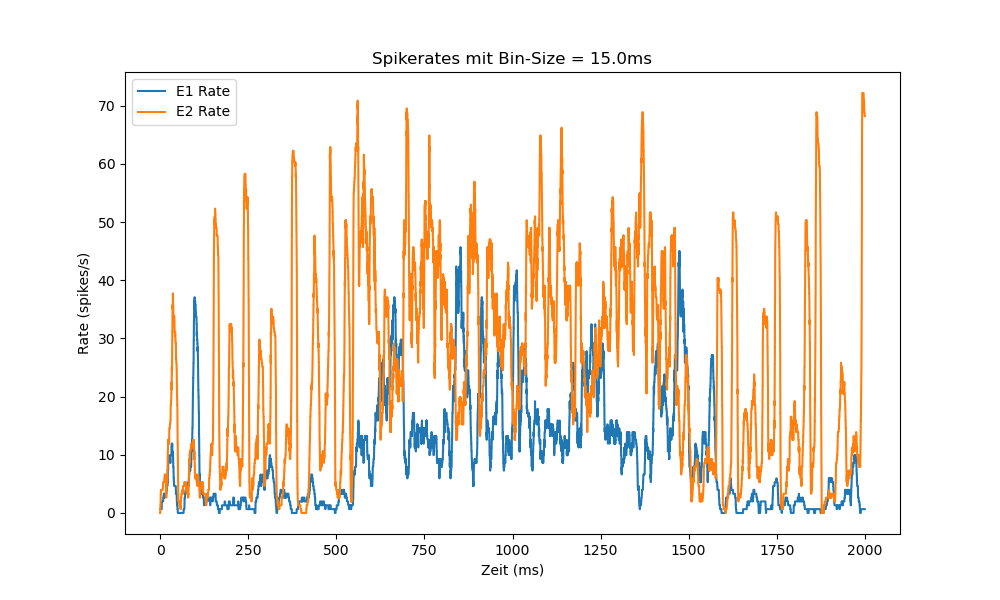 Spikerates mit Bin-Size = 15.0ms
E1 Rate
E2 Rate
70
60
50
40
30
20
10
0
Rate (spikes/s)
0 250 500 750 1000 1250 1500 1750 2000
Zeit (ms)